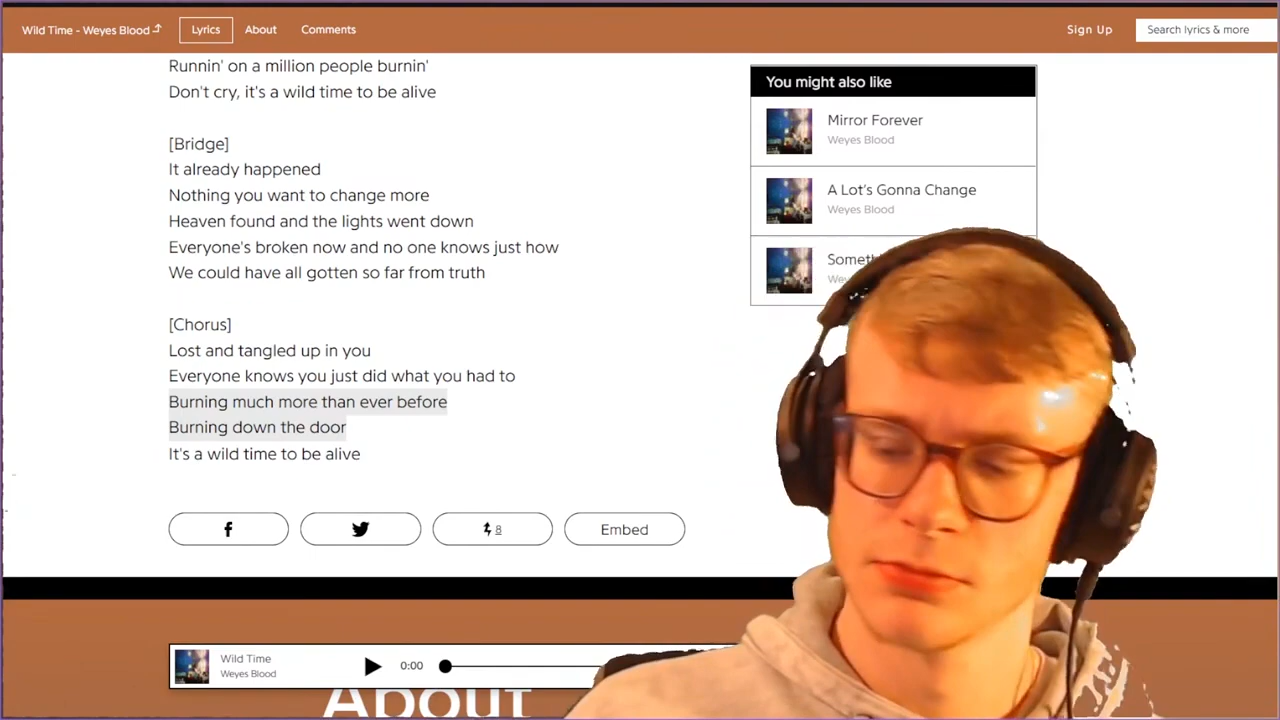 Wild Time - Weyes Blood Lyrics About Comments Sign Up Search lyrics & more
Runnin' on a million people burnin'
Don't cry, it's a wild time to be alive
[Bridge]
It already happened
Nothing you want to change more
Heaven found and the lights went down
Everyone's broken now and no one knows just how
We could have all gotten so far from truth
[Chorus]
Lost and tangled up in you
Everyone knows you just did what you had to
Burning much more than ever before
Burning down the door
It's a wild time to be alive
8 Embed
You might also like
Mirror Forever
Weyes Blood
A Lot's Gonna Change
Weyes Blood
Wild Time
Weyes Blood
0:00
About